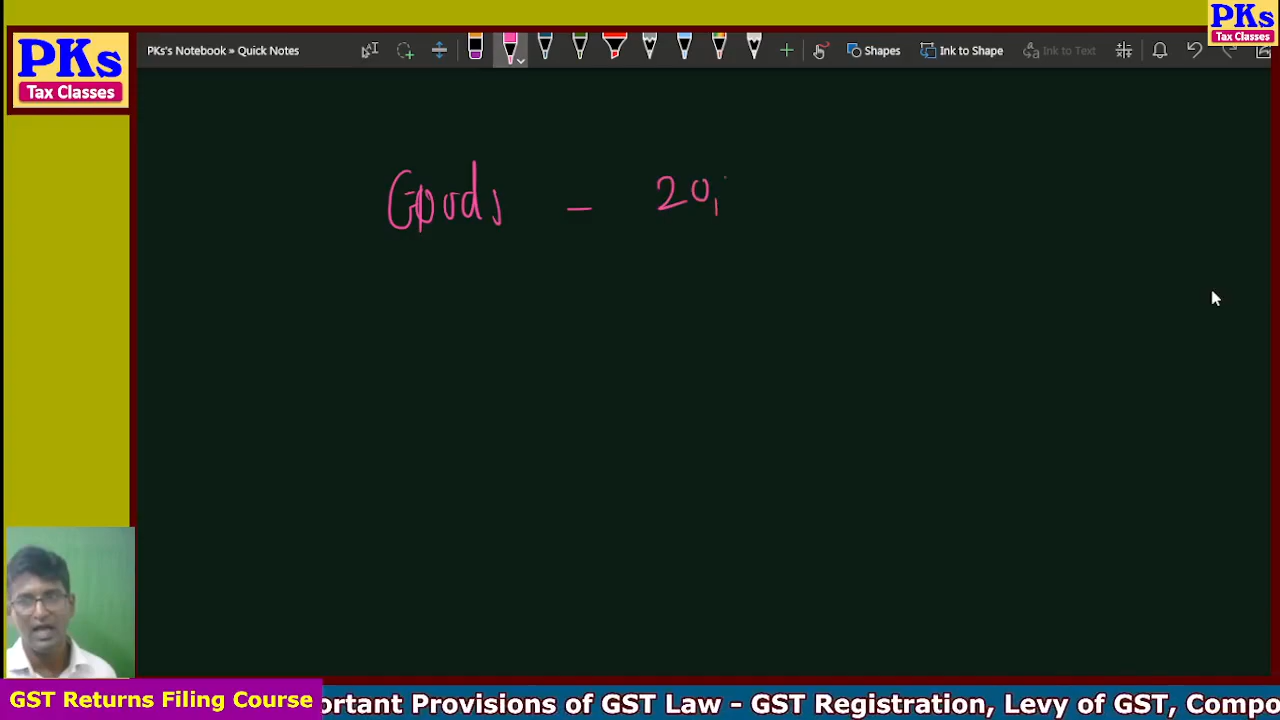 PKs
Tax Classes
PKs's Notebook » Quick Notes
Shapes
Ink to Shape
Ink to Text
PKs
Tax Classes
Goods - 20,
GST Returns Filing Course
ortant Provisions of GST Law - GST Registration, Levy of GST, Compo